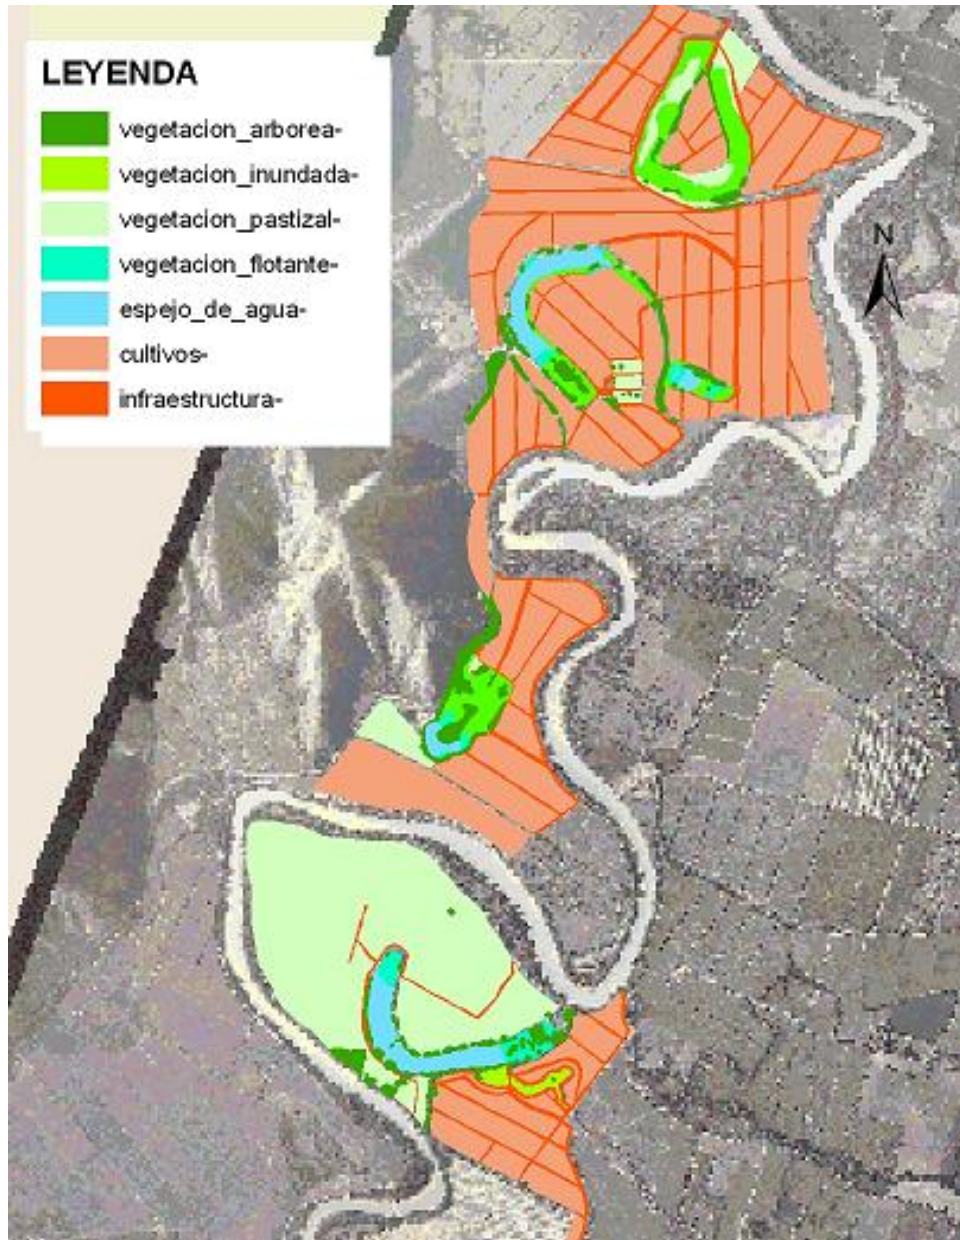 LEYENDA
vegetacion_arborea-
vegetacion_inundada-
vegetacion_pastizal-
vegetacion_flotante-
espejo_de_agua-
cultivos-
infraestructura-
N